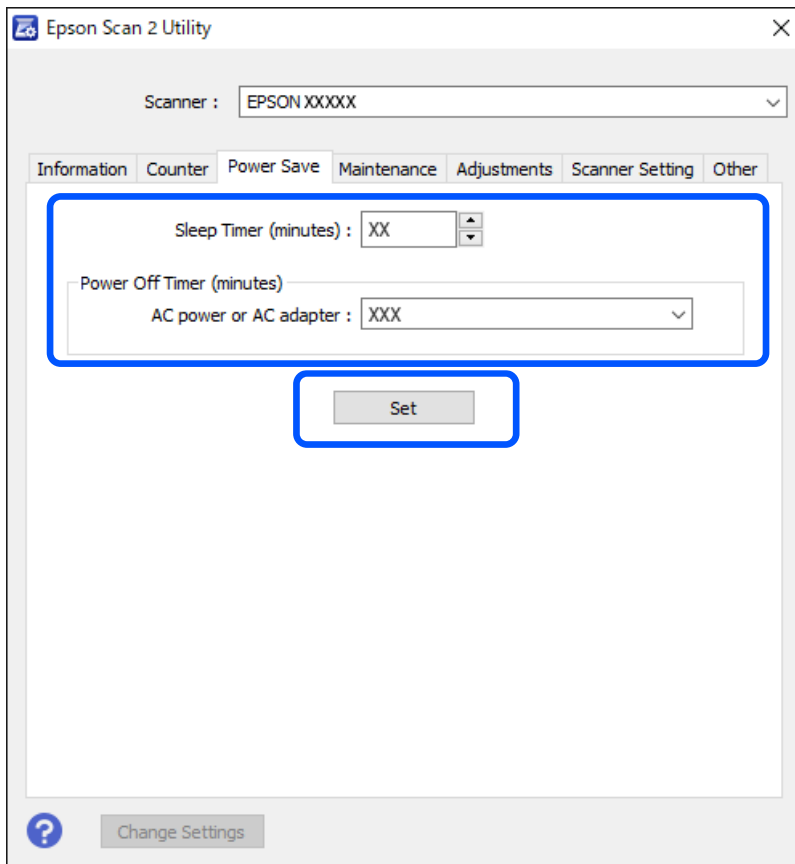 Epson Scan 2 Utility
Scanner : EPSON XXXXX
Information Counter Power Save Maintenance Adjustments Scanner Setting Other
Sleep Timer (minutes) : XX
Power Off Timer (minutes)
AC power or AC adapter : XXX
Set
? Change Settings